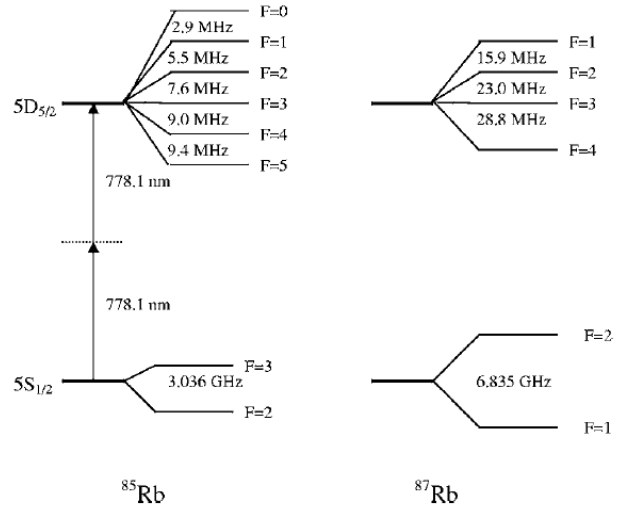 F=0
2.9 MHz
F=1
5.5 MHz
F=2
7.6 MHz
5D5/2
F=3
9.0 MHz
F=4
9.4 MHz
F=5
778.1 nm
778.1 nm
F=3
5S1/2
3.036 GHz
F=2
85Rb
F=1
15.9 MHz
F=2
23.0 MHz
F=3
28.8 MHz
F=4
F=2
6.835 GHz
F=1
87Rb